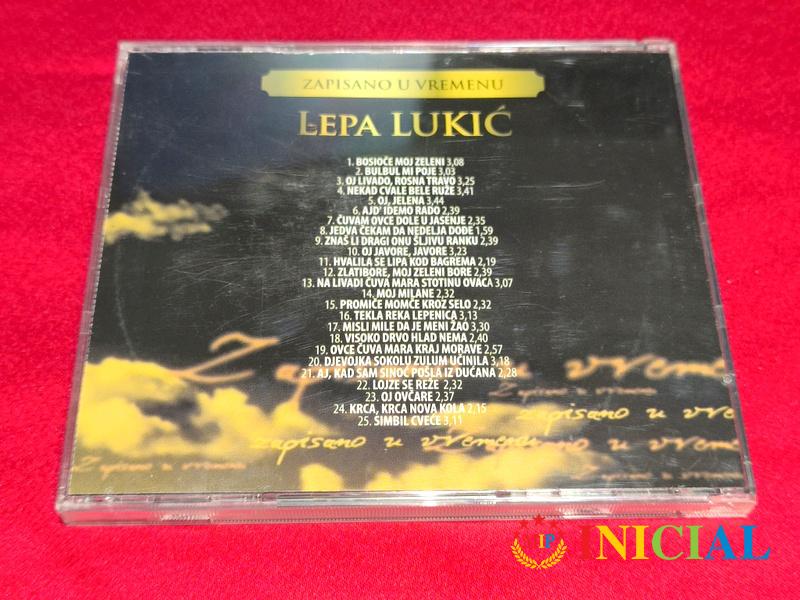 ZAPISANO U VREMENU
LEPA LUKIĆ
1. BOSIOČE MOJ ZELENI 3,08
2. BULBUL MI POJE 3,03
3. OJ LIVADO, ROSNA TRAVO 3,25
4. NEKAD CVALE BELE RUŽE 3,41
5. OJ, JELENA 3,44
6. AJD' IDEMO RADO 2,39
7. ČUVAM OVCE DOLE U JASENJE 2,35
8. JEDVA ČEKAM DA NEDELJA DOĐE 1,59
9. ZNAŠ LI DRAGI ONU ŠLJIVU RANKU 2,39
10. OJ JAVORE, JAVORE 3,23
11. HVALILA SE LIPA KOD BAGREMA 2,19
12. ZLATIBORE, MOJ ZELENI BORE 2,39
13. NA LIVADI ČUVA MARA STOTINU OVACA 3,07
14. MOJ MILANE 2,32
15. PROMIČE MOMČE KROZ SELO 2,32
16. TEKLA REKA LEPENICA 3,13
17. MISLI MILE DA JE MENI ŽAO 3,30
18. VISOKO DRVO HLAD NEMA 2,40
19. OVCE ČUVA MARA KRAJ MORAVE 2,57
20. DJEVOJKA SOKOLU ZULUM UČINILA 3,18
21. AJ, KAD SAM SINOĆ POŠLA IZ DUĆANA 2,28
22. LOJZE SE REŽE 2,32
23. OJ OVČARE 2,37
24. KRCA, KRCA NOVA KOLA 2,15
25. ŠIMBIL CVEĆE 3,11
Zapisano u vremenu
zapisano u vremenu
zapisano u vremenu
IP INICIAL